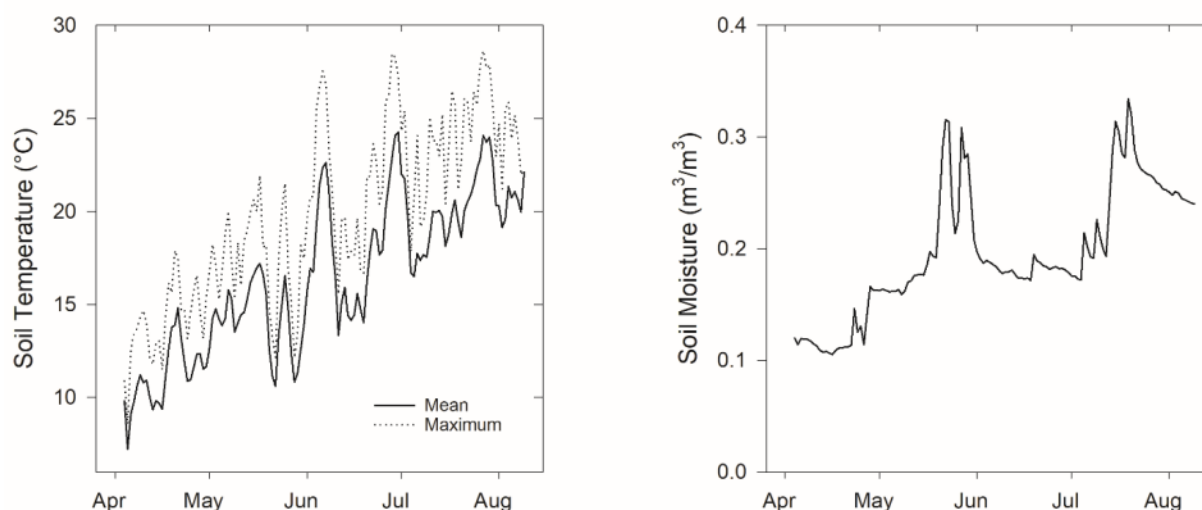 Soil Temperature (°C)
30
25
20
15
10
Mean
Maximum
Apr May Jun Jul Aug
Soil Moisture (m³/m³)
0.4
0.3
0.2
0.1
0.0
Apr May Jun Jul Aug